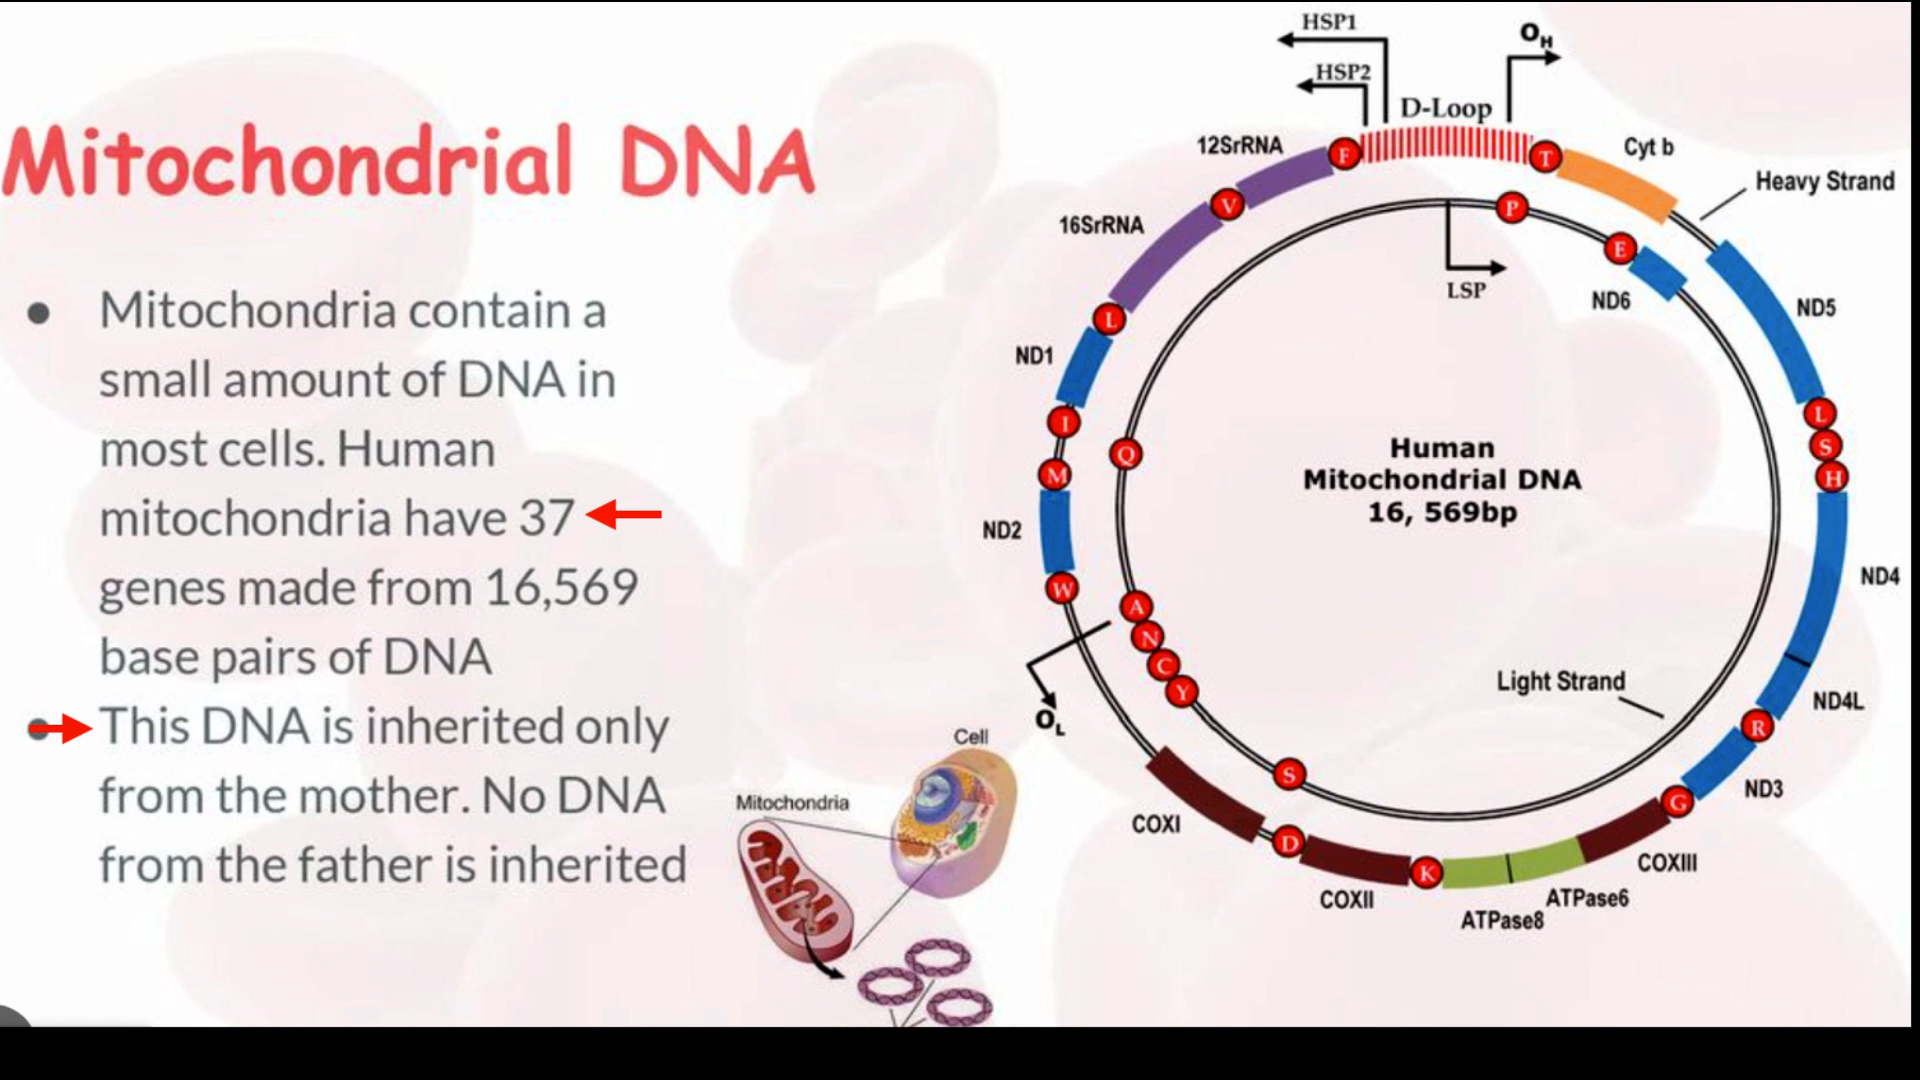 Mitochondrial DNA
Mitochondria contain a
small amount of DNA in
most cells. Human
mitochondria have 37
genes made from 16,569
base pairs of DNA
This DNA is inherited only
from the mother. No DNA
from the father is inherited
Cell
Mitochondria
HSP1
HSP2
OH
D-Loop
12SrRNA
F
T
Cyt b
Heavy Strand
V
16SrRNA
P
E
LSP
ND6
ND5
L
ND1
I
M
Q
ND2
W
A
N
C
Y
OL
S
L
S
H
ND4
Human
Mitochondrial DNA
16, 569bp
Light Strand
ND4L
R
ND3
G
COXI
D
COXII
K
ATPase8
ATPase6
COXIII